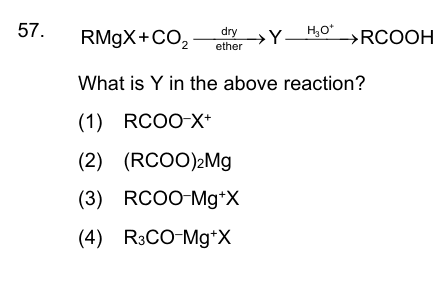 57. RMgX + CO₂ —dry ether→ Y —H₃O⁺→ RCOOH
What is Y in the above reaction?
(1) RCOO⁻X⁺
(2) (RCOO)₂Mg
(3) RCOO⁻Mg⁺X
(4) R₃CO⁻Mg⁺X